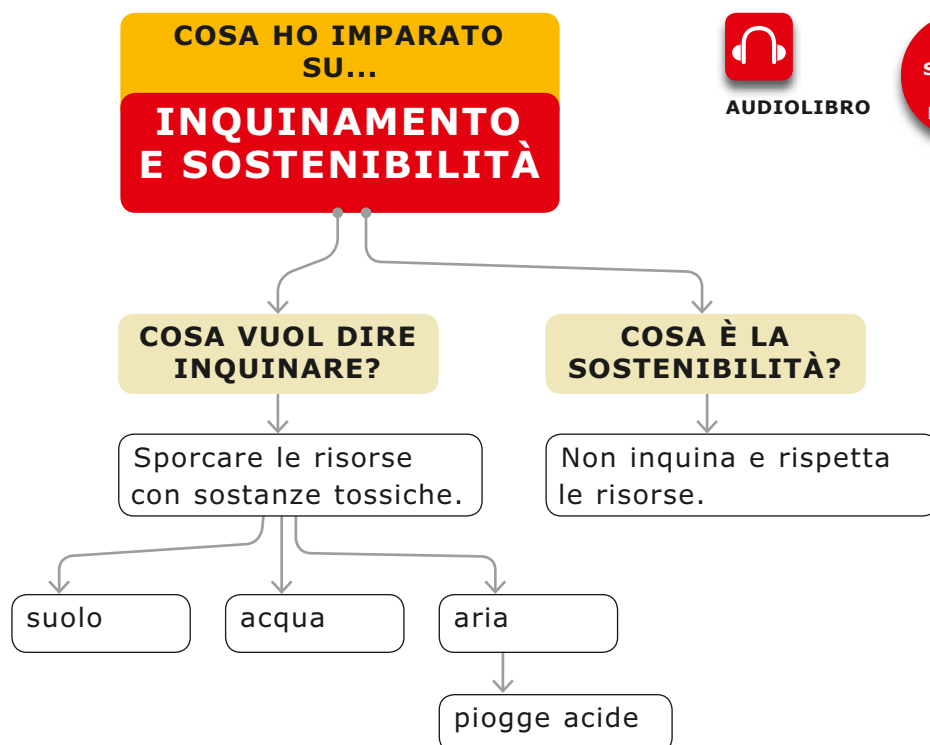 COSA HO IMPARATO
SU...
INQUINAMENTO
E SOSTENIBILITÀ
AUDIOLIBRO
COSA VUOL DIRE
INQUINARE?
COSA È LA
SOSTENIBILITÀ?
Sporcare le risorse
con sostanze tossiche.
Non inquina e rispetta
le risorse.
suolo
acqua
aria
piogge acide